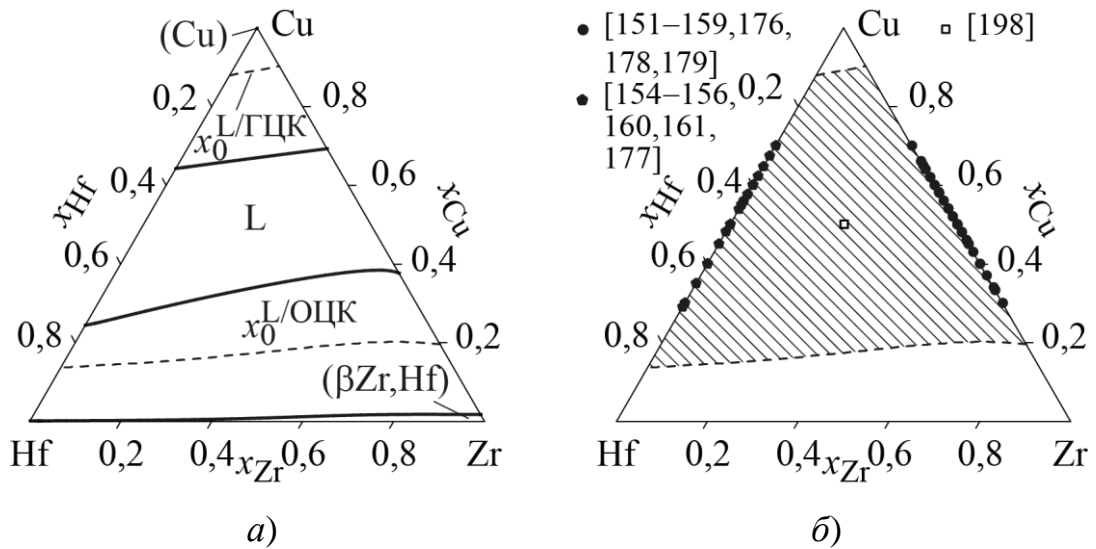 (Cu)
Cu
0,2
0,8
x₀ᴸ/ГЦК
xHf
0,4
0,6
xCu
L
0,6
0,4
x₀ᴸ/ОЦК
0,8
0,2
(βZr,Hf)
Hf
0,2
0,4
xZr
0,6
0,8
Zr
а)
[151–159,176,
178,179]
[154–156,
160,161,
177]
Cu
[198]
0,2
0,8
xHf
0,4
0,6
xCu
0,6
0,4
0,8
0,2
Hf
0,2
0,4
xZr
0,6
0,8
Zr
б)